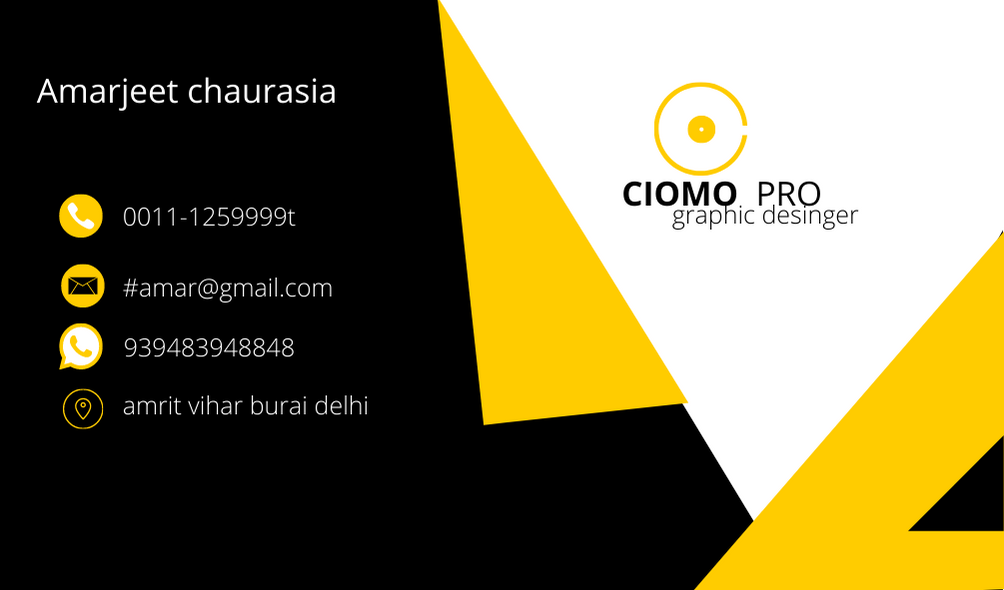 Amarjeet chaurasia
0011-1259999t
#amar@gmail.com
939483948848
amrit vihar burai delhi
CIOMO PRO
graphic desinger